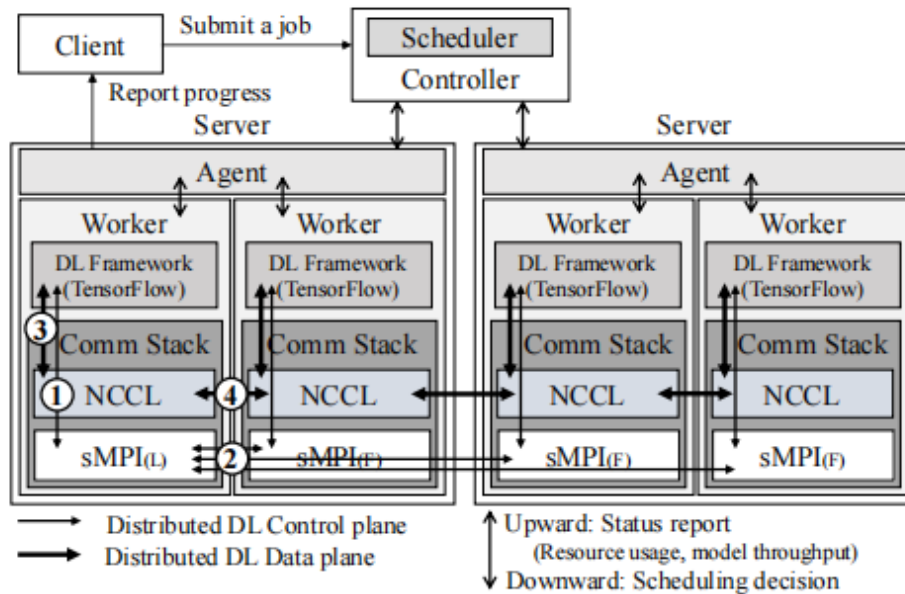 Client
Submit a job
Scheduler
Controller
Report progress
Server
Server
Agent
Agent
Worker
Worker
Worker
Worker
DL Framework
(TensorFlow)
DL Framework
(TensorFlow)
DL Framework
(TensorFlow)
DL Framework
(TensorFlow)
3
Comm Stack
Comm Stack
Comm Stack
Comm Stack
1
NCCL
4
NCCL
NCCL
NCCL
sMPI(L)
2
sMPI(F)
sMPI(F)
sMPI(F)
Distributed DL Control plane
Distributed DL Data plane
Upward: Status report
(Resource usage, model throughput)
Downward: Scheduling decision